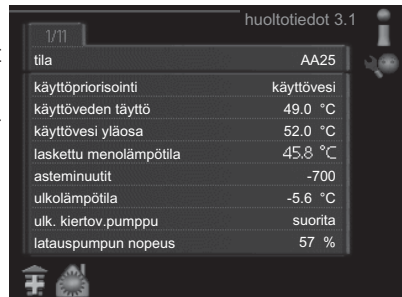 huoltotiedot 3.1
1/11
tila AA25
käyttöpriorisointi käyttövesi
käyttöveden täyttö 49.0 °C
käyttövesi yläosa 52.0 °C
laskettu menolämpötila 45.8 °C
asteminuutit -700
ulkolämpötila -5.6 °C
ulk. kiertov.pumppu suorita
latauspumpun nopeus 57 %